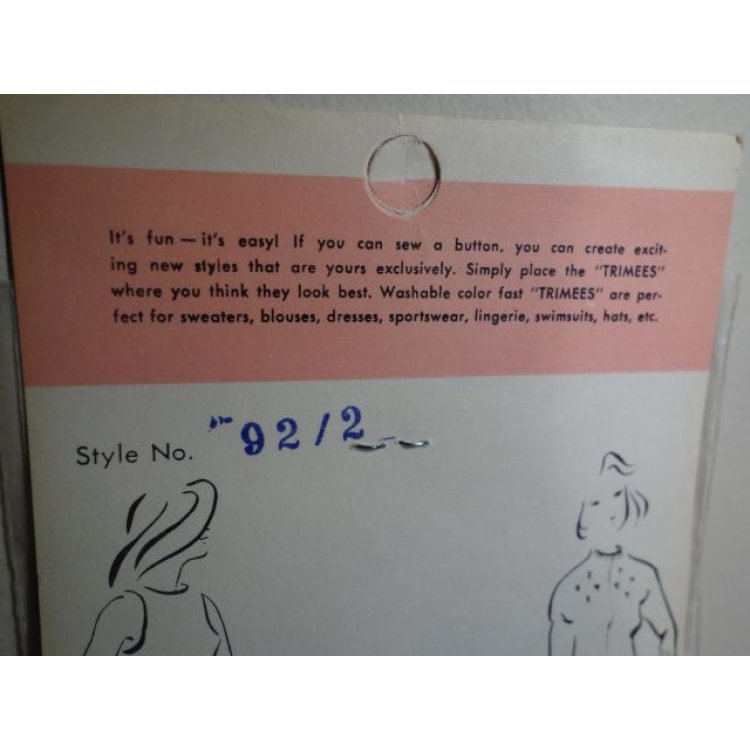 It's fun — it's easy! If you can sew a button, you can create excit-
ing new styles that are yours exclusively. Simply place the "TRIMEES"
where you think they look best. Washable color fast "TRIMEES" are per-
fect for sweaters, blouses, dresses, sportswear, lingerie, swimsuits, hats, etc.
Style No. 92/2